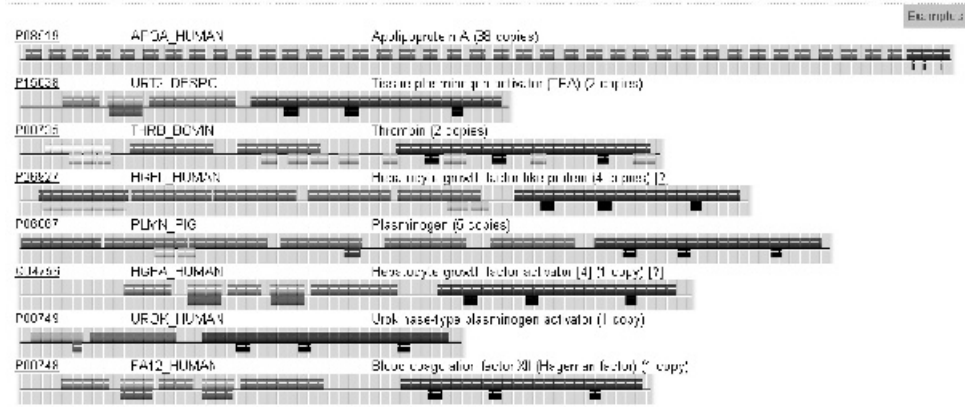 Examples
P08519 APOA_HUMAN Apolipoprotein A (38 copies)
P15638 URT2_DESRO Tissue plasminogen activator (TPA) (2 copies)
P00735 THRB_BOVIN Thrombin (2 copies)
P26927 HGFL_HUMAN Hepatocyte growth factor like protein (4 copies) [?]
P06867 PLMN_PIG Plasminogen (5 copies)
HGFA_HUMAN Hepatocyte growth factor activator [4] (1 copy) [?]
P00749 UROK_HUMAN Urokinase-type plasminogen activator (1 copy)
P00748 FA12_HUMAN Blood coagulation factor XII (Hageman factor) (1 copy)